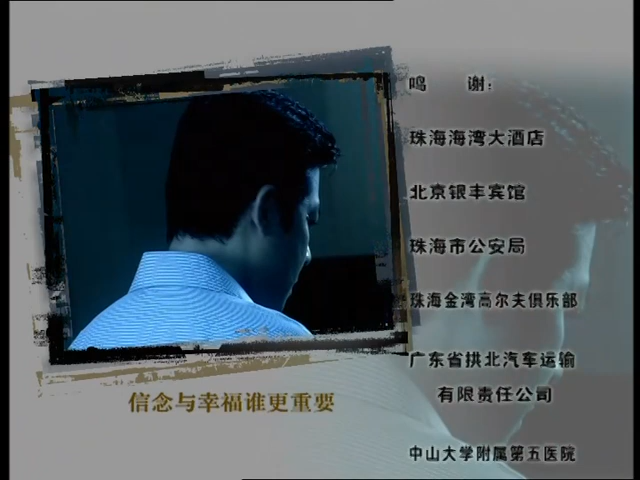 鸣 谢：
珠海海湾大酒店
北京银丰宾馆
珠海市公安局
珠海金湾高尔夫俱乐部
广东省拱北汽车运输
有限责任公司
中山大学附属第五医院
信念与幸福谁更重要